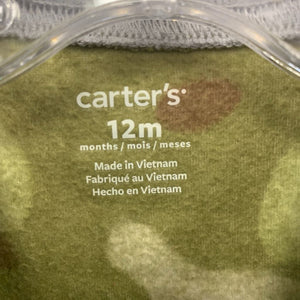 carter's
12m
months / mois / meses
Made in Vietnam
Fabriqué au Vietnam
Hecho en Vietnam